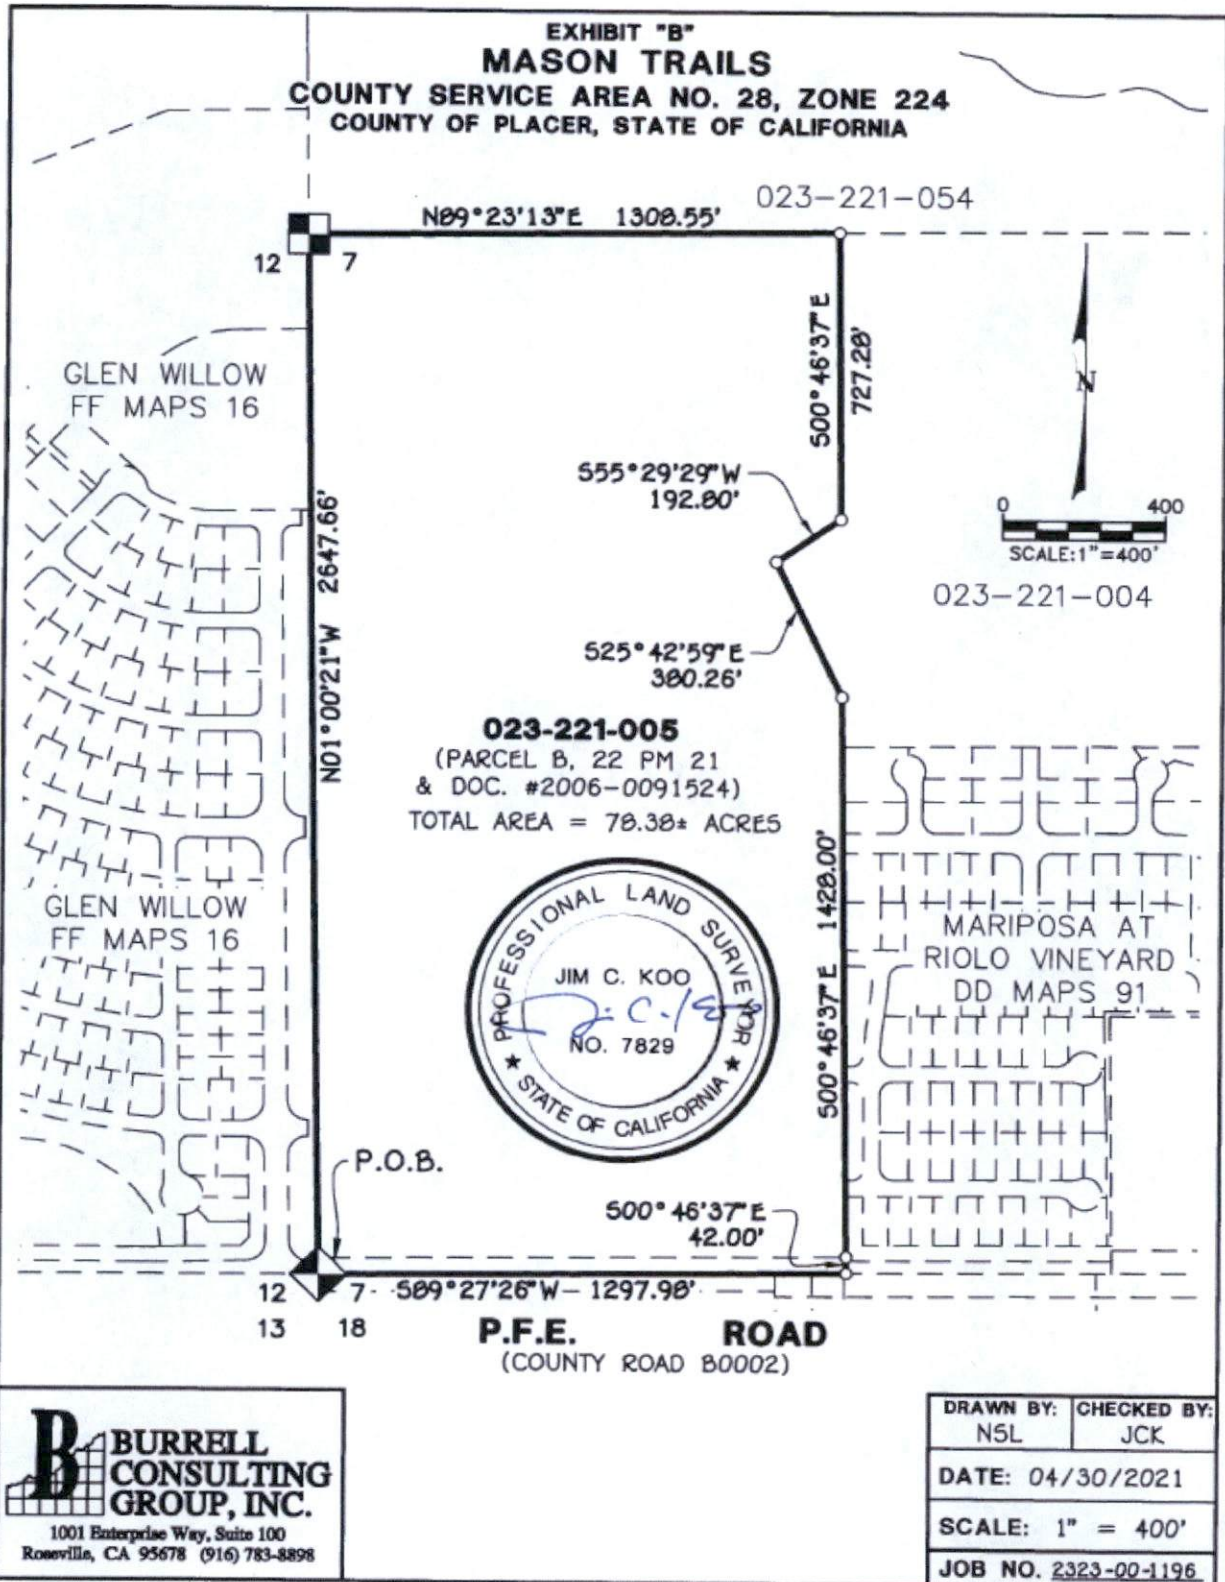 EXHIBIT "B"
MASON TRAILS
COUNTY SERVICE AREA NO. 28, ZONE 224
COUNTY OF PLACER, STATE OF CALIFORNIA
023-221-054
N89°23'13"E 1308.55'
12 7
GLEN WILLOW
FF MAPS 16
S00°46'37"E
727.28'
N
S55°29'29"W
192.80'
0 400
SCALE:1"=400'
023-221-004
N01°00'21"W 2647.66'
S25°42'59"E
380.26'
023-221-005
(PARCEL B, 22 PM 21
& DOC. #2006-0091524)
TOTAL AREA = 78.38± ACRES
GLEN WILLOW
FF MAPS 16
PROFESSIONAL LAND SURVEYOR
JIM C. KOO
NO. 7829
★ STATE OF CALIFORNIA ★
S00°46'37"E 1428.00'
MARIPOSA AT
RIOLO VINEYARD
DD MAPS 91
P.O.B.
S00°46'37"E
42.00'
12 7 S89°27'26"W 1297.98'
13 18
P.F.E. ROAD
(COUNTY ROAD B0002)
B
BURRELL
CONSULTING
GROUP, INC.
1001 Enterprise Way, Suite 100
Roseville, CA 95678 (916) 783-8898
DRAWN BY: CHECKED BY:
NSL JCK
DATE: 04/30/2021
SCALE: 1" = 400'
JOB NO. 2323-00-1196